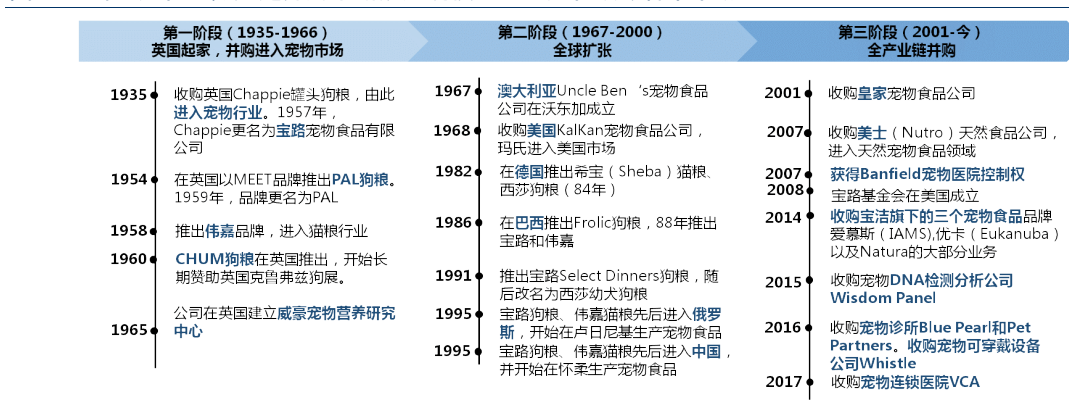 第一阶段（1935-1966）
英国起家，并购进入宠物市场
1935
收购英国Chappie罐头狗粮，由此
进入宠物行业。1957年，
Chappie更名为宝路宠物食品有限
公司
1954
在英国以MEET品牌推出PAL狗粮。
1959年，品牌更名为PAL
1958
推出伟嘉品牌，进入猫粮行业
1960
CHUM狗粮在英国推出，开始长
期赞助英国克鲁弗兹狗展。
1965
公司在英国建立威豪宠物营养研究
中心
第二阶段（1967-2000）
全球扩张
1967
澳大利亚Uncle Ben‘s宠物食品
公司在沃东加成立
1968
收购美国KalKan宠物食品公司，
玛氏进入美国市场
1982
在德国推出希宝（Sheba）猫粮、
西莎狗粮（84年）
1986
在巴西推出Frolic狗粮，88年推出
宝路和伟嘉
1991
推出宝路Select Dinners狗粮，随
后改名为西莎幼犬狗粮
1995
宝路狗粮、伟嘉猫粮先后进入俄罗
斯，开始在卢日尼基生产宠物食品
1995
宝路狗粮、伟嘉猫粮先后进入中国，
并开始在怀柔生产宠物食品
第三阶段（2001-今）
全产业链并购
2001
收购皇家宠物食品公司
2007
收购美士（Nutro）天然食品公司，
进入天然宠物食品领域
2007
获得Banfield宠物医院控制权
2008
宝路基金会在美国成立
2014
收购宝洁旗下的三个宠物食品品牌
爱慕斯（IAMS),优卡（Eukanuba）
以及Natura的大部分业务
2015
收购宠物DNA检测分析公司
Wisdom Panel
2016
收购宠物诊所Blue Pearl和Pet
Partners。收购宠物可穿戴设备
公司Whistle
2017
收购宠物连锁医院VCA